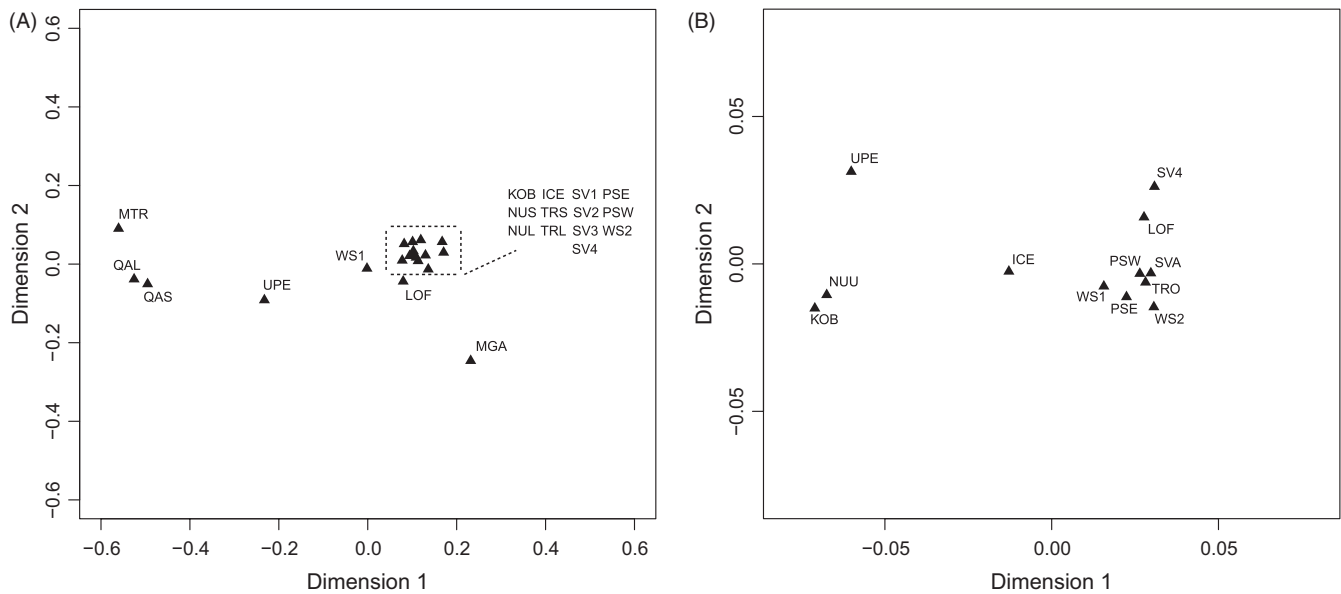 (A)
0.6
0.4
0.2
0.0
−0.2
−0.4
−0.6
Dimension 2
MTR
QAL
QAS
UPE
WS1
LOF
MGA
KOB ICE SV1 PSE
NUS TRS SV2 PSW
NUL TRL SV3 WS2
SV4
−0.6 −0.4 −0.2 0.0 0.2 0.4 0.6
Dimension 1
(B)
0.05
0.00
−0.05
Dimension 2
UPE
SV4
LOF
ICE
PSW SVA
NUU
TRO
WS1
PSE
KOB
WS2
−0.05 0.00 0.05
Dimension 1